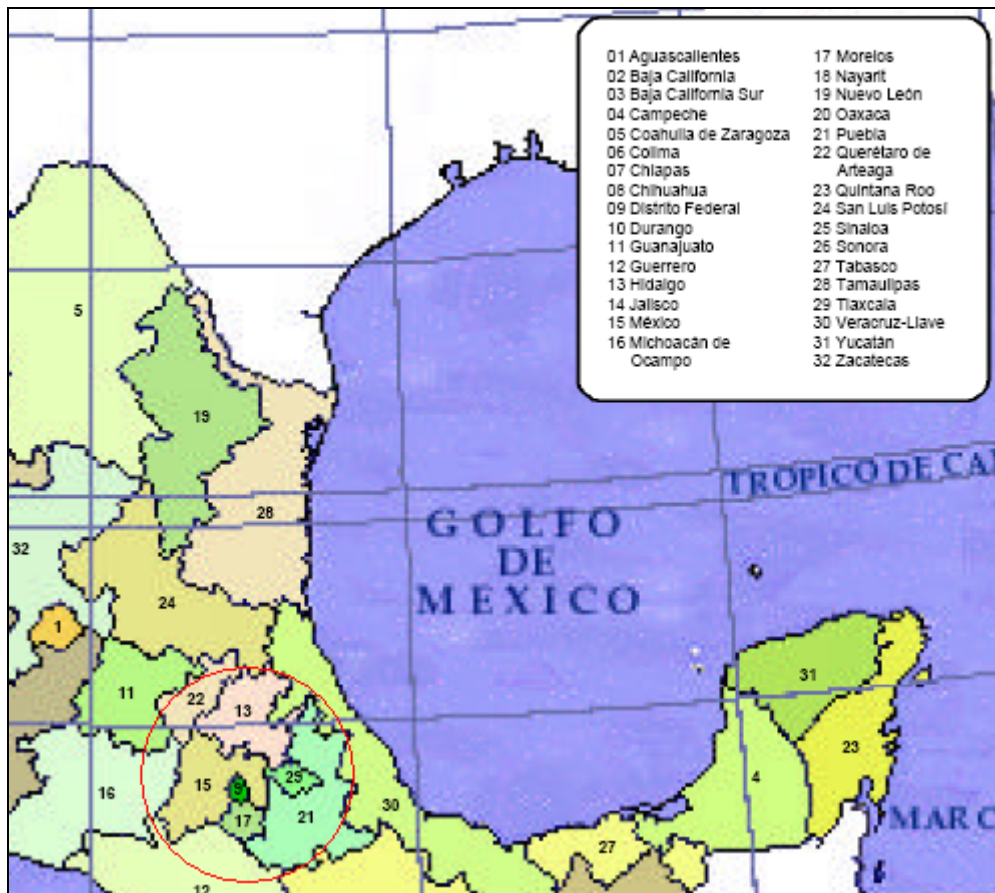 01 Aguascalientes
02 Baja California
03 Baja California Sur
04 Campeche
05 Coahuila de Zaragoza
06 Colima
07 Chiapas
08 Chihuahua
09 Distrito Federal
10 Durango
11 Guanajuato
12 Guerrero
13 Hidalgo
14 Jalisco
15 México
16 Michoacán de
Ocampo
17 Morelos
18 Nayarit
19 Nuevo León
20 Oaxaca
21 Puebla
22 Querétaro de
Arteaga
23 Quintana Roo
24 San Luis Potosí
25 Sinaloa
26 Sonora
27 Tabasco
28 Tamaulipas
29 Tlaxcala
30 Veracruz-Llave
31 Yucatán
32 Zacatecas
5
19
TROPICO DE CAN
28
GOLFO
DE
MEXICO
32
24
1
31
11
22
13
23
4
15
9
29
16
30
17
21
MARC
27
12